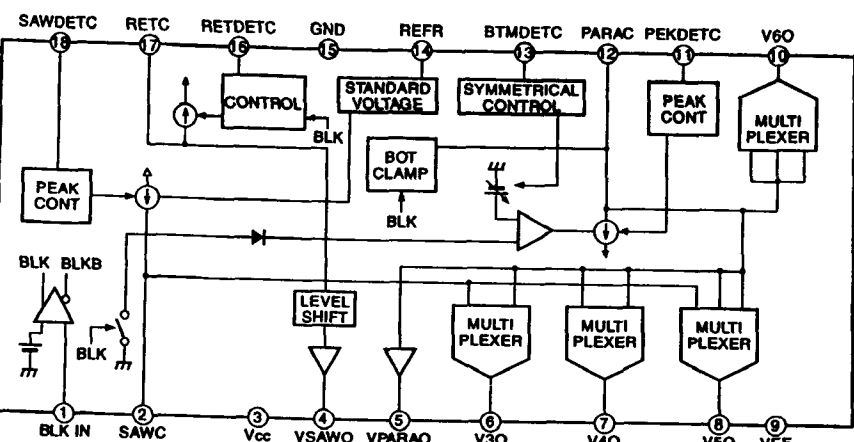 SAWDETC RETC RETDETC GND REFR BTMDETC PARAC PEKDETC V6O
18 17 16 15 14 13 12 11 10
CONTROL
STANDARD
VOLTAGE
SYMMETRICAL
CONTROL
PEAK
CONT
MULTI
PLEXER
BLK
BOT
CLAMP
BLK
PEAK
CONT
BLK BLKB
BLK
LEVEL
SHIFT
MULTI
PLEXER
MULTI
PLEXER
MULTI
PLEXER
1 2 3 4 5 6 7 8 9
BLK IN SAWC Vcc VSAWO VPARAO V3O V4O V5O VEE